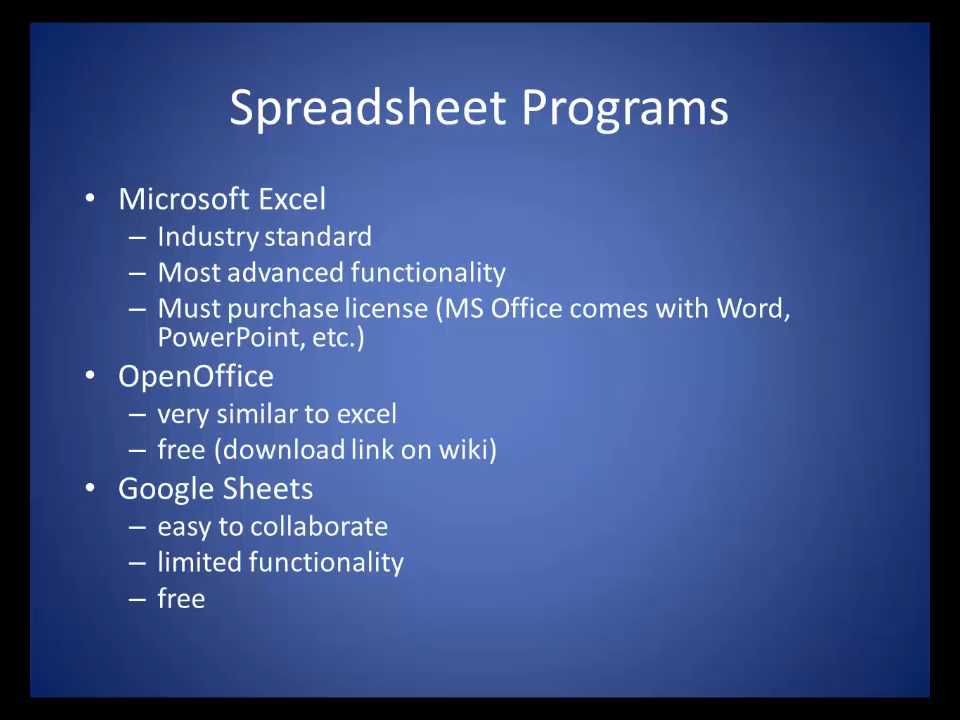 Spreadsheet Programs
• Microsoft Excel
– Industry standard
– Most advanced functionality
– Must purchase license (MS Office comes with Word,
PowerPoint, etc.)
• OpenOffice
– very similar to excel
– free (download link on wiki)
• Google Sheets
– easy to collaborate
– limited functionality
– free